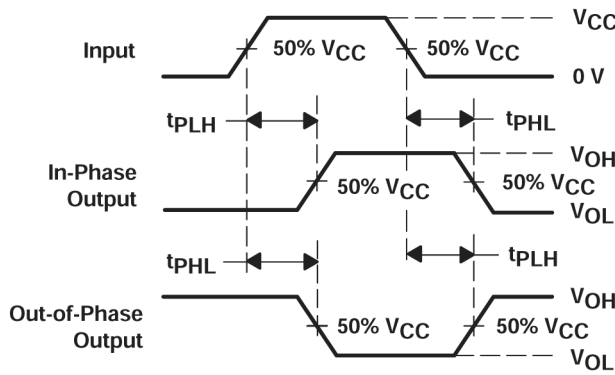 Input
50% VCC
50% VCC
VCC
0 V
tPLH
tPHL
In-Phase
Output
50% VCC
50% VCC
VOH
VOL
tPHL
tPLH
Out-of-Phase
Output
50% VCC
50% VCC
VOH
VOL